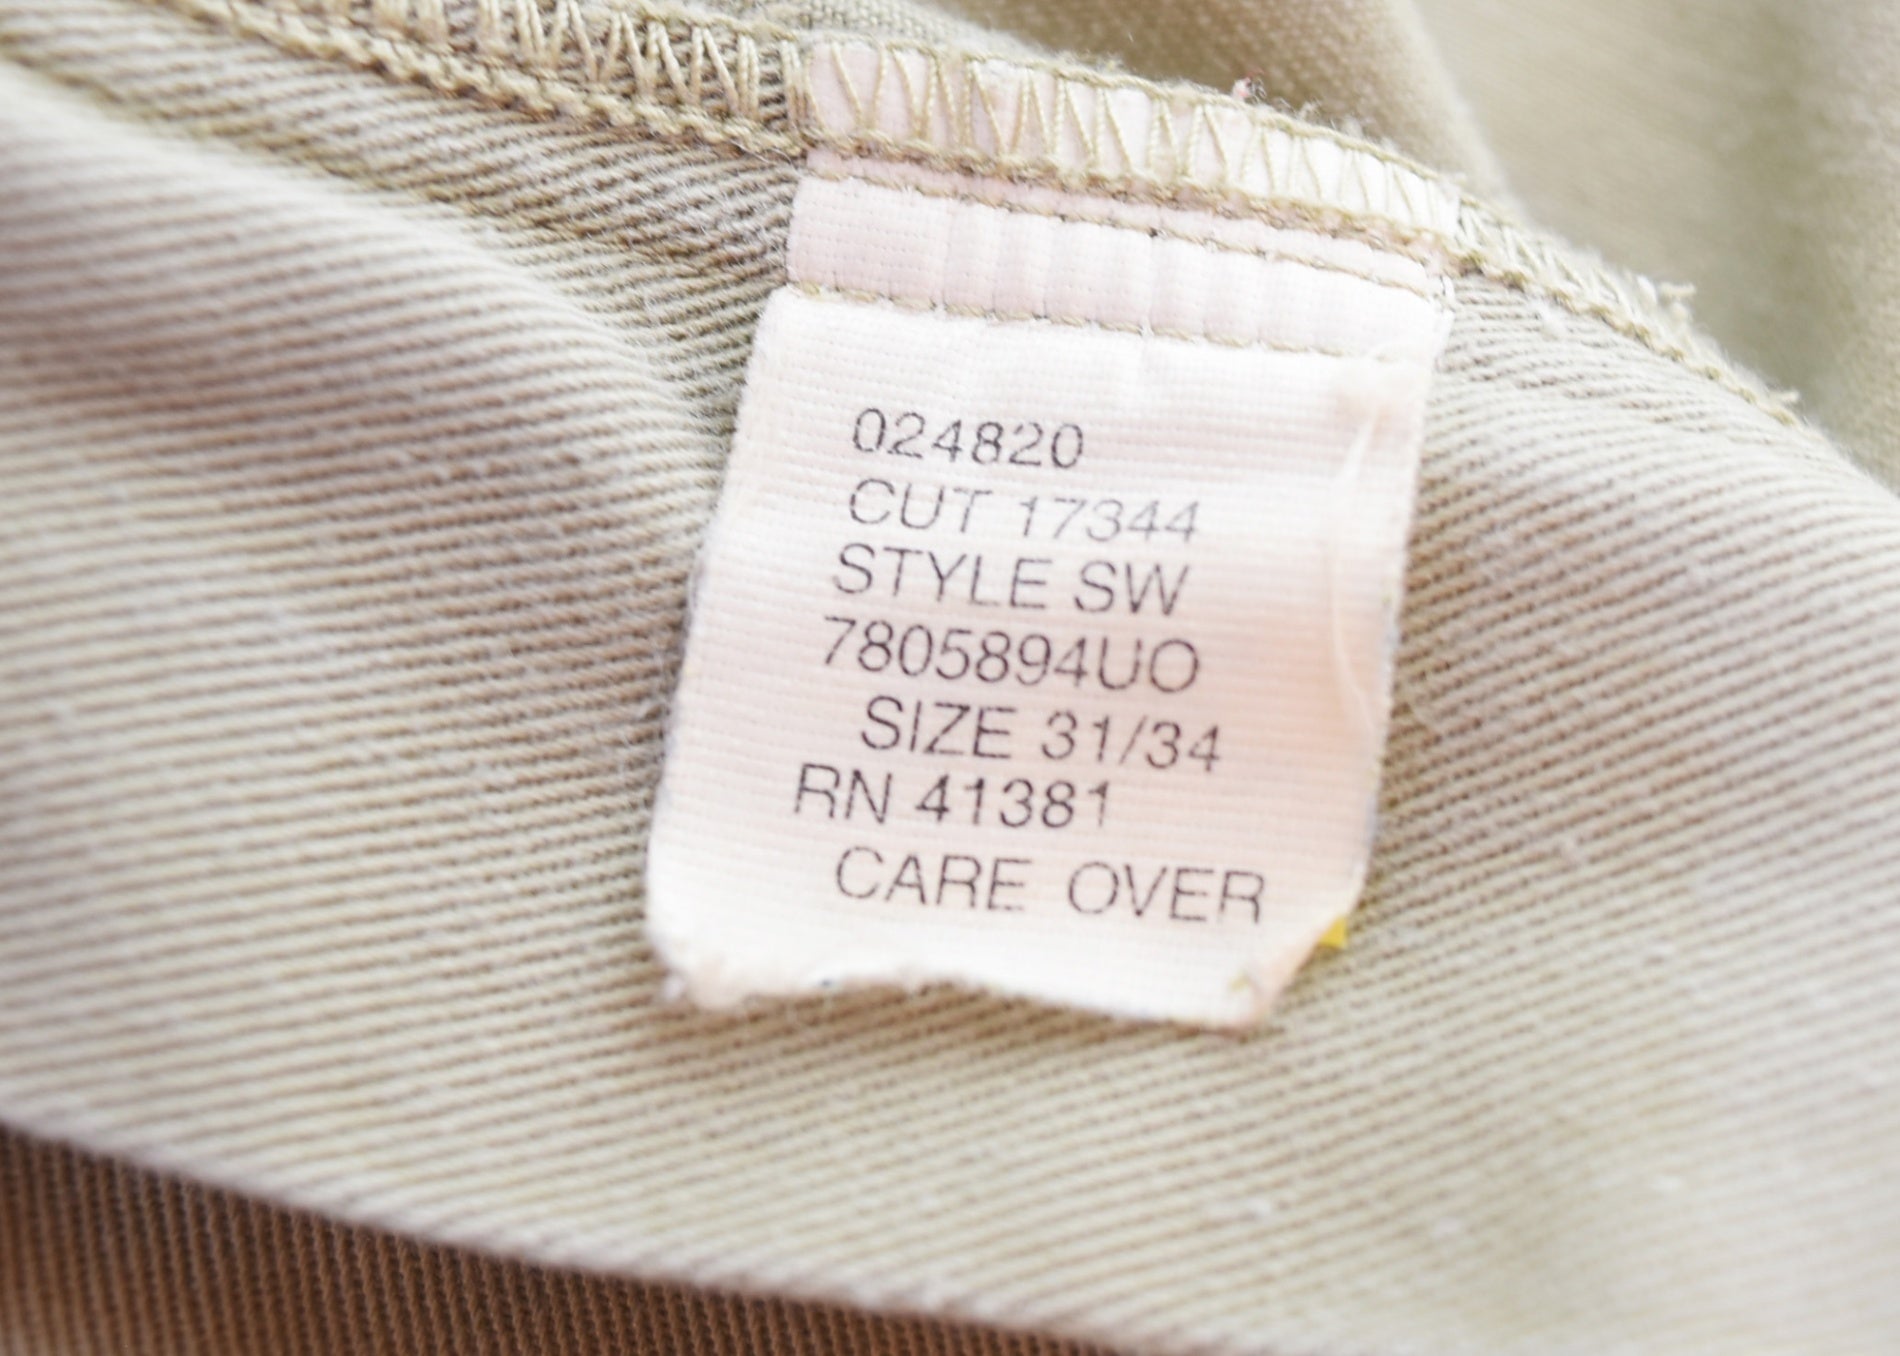 024820
CUT 17344
STYLE SW
7805894UO
SIZE 31/34
RN 41381
CARE OVER